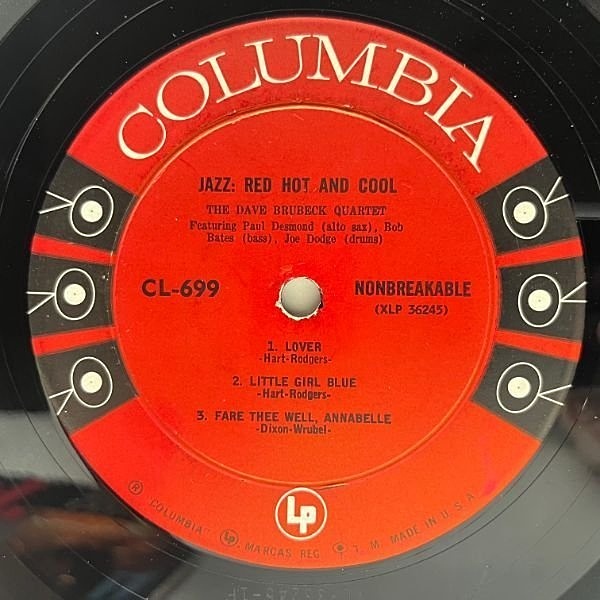 COLUMBIA
JAZZ: RED HOT AND COOL
THE DAVE BRUBECK QUARTET
Featuring Paul Desmond (alto sax), Bob
Bates (bass), Joe Dodge (drums)
CL-699
NONBREAKABLE
(XLP 36245)
1. LOVER
-Hart-Rodgers-
2. LITTLE GIRL BLUE
-Hart-Rodgers-
3. FARE THEE WELL, ANNABELLE
-Dixon-Wrubel-
Lp
® "COLUMBIA" MARCAS REG. T. M. MADE IN U.S.A.